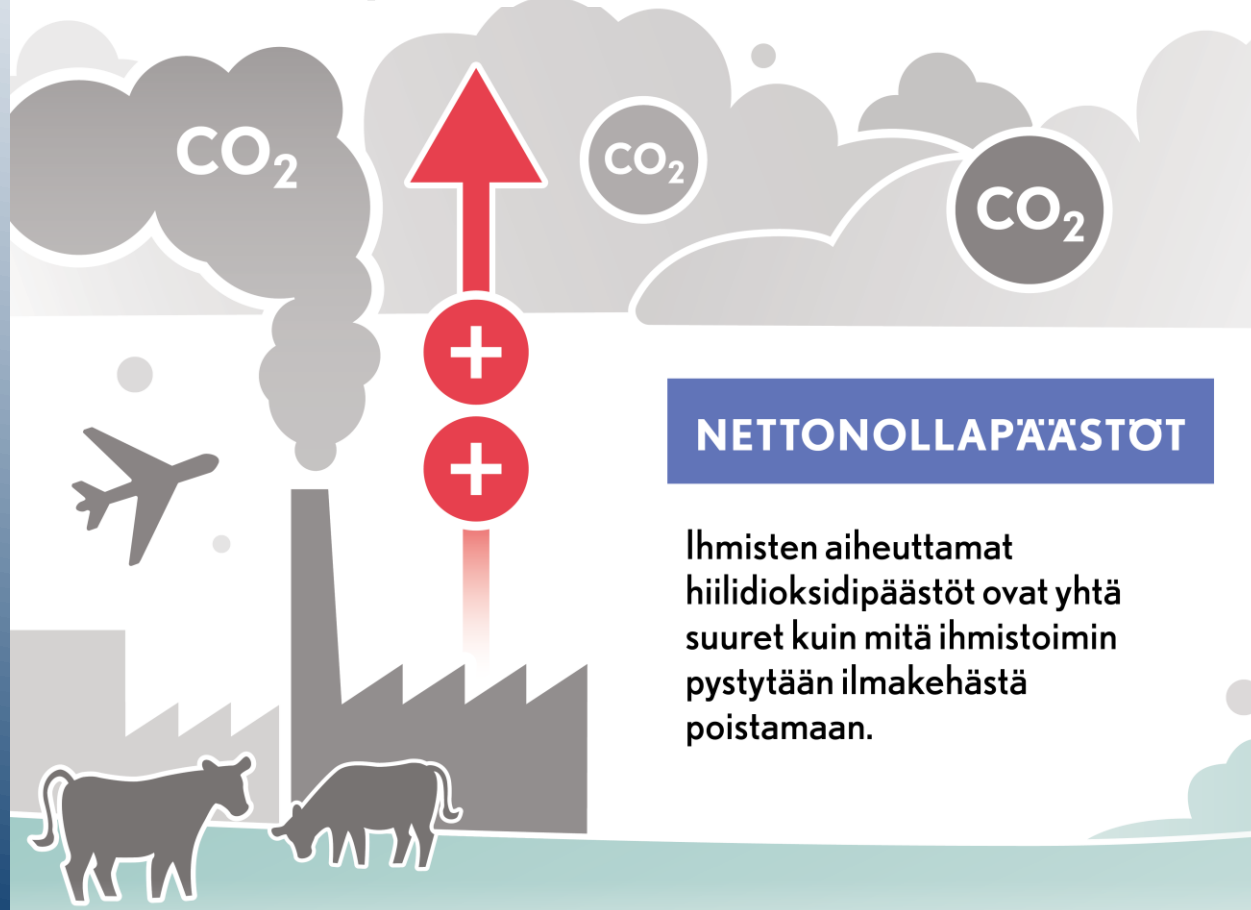 CO₂
CO₂
CO₂
NETTONOLLAPÄÄSTÖT
Ihmisten aiheuttamat
hiilidioksidipäästöt ovat yhtä
suuret kuin mitä ihmistoimin
pystytään ilmakehästä
poistamaan.